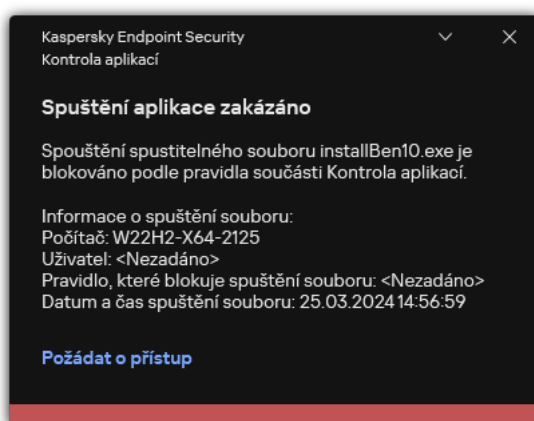 Kaspersky Endpoint Security
Kontrola aplikací
Spuštění aplikace zakázáno
Spouštění spustitelného souboru installBen10.exe je
blokováno podle pravidla součásti Kontrola aplikací.
Informace o spuštění souboru:
Počítač: W22H2-X64-2125
Uživatel: <Nezadáno>
Pravidlo, které blokuje spuštění souboru: <Nezadáno>
Datum a čas spuštění souboru: 25.03.2024 14:56:59
Požádat o přístup